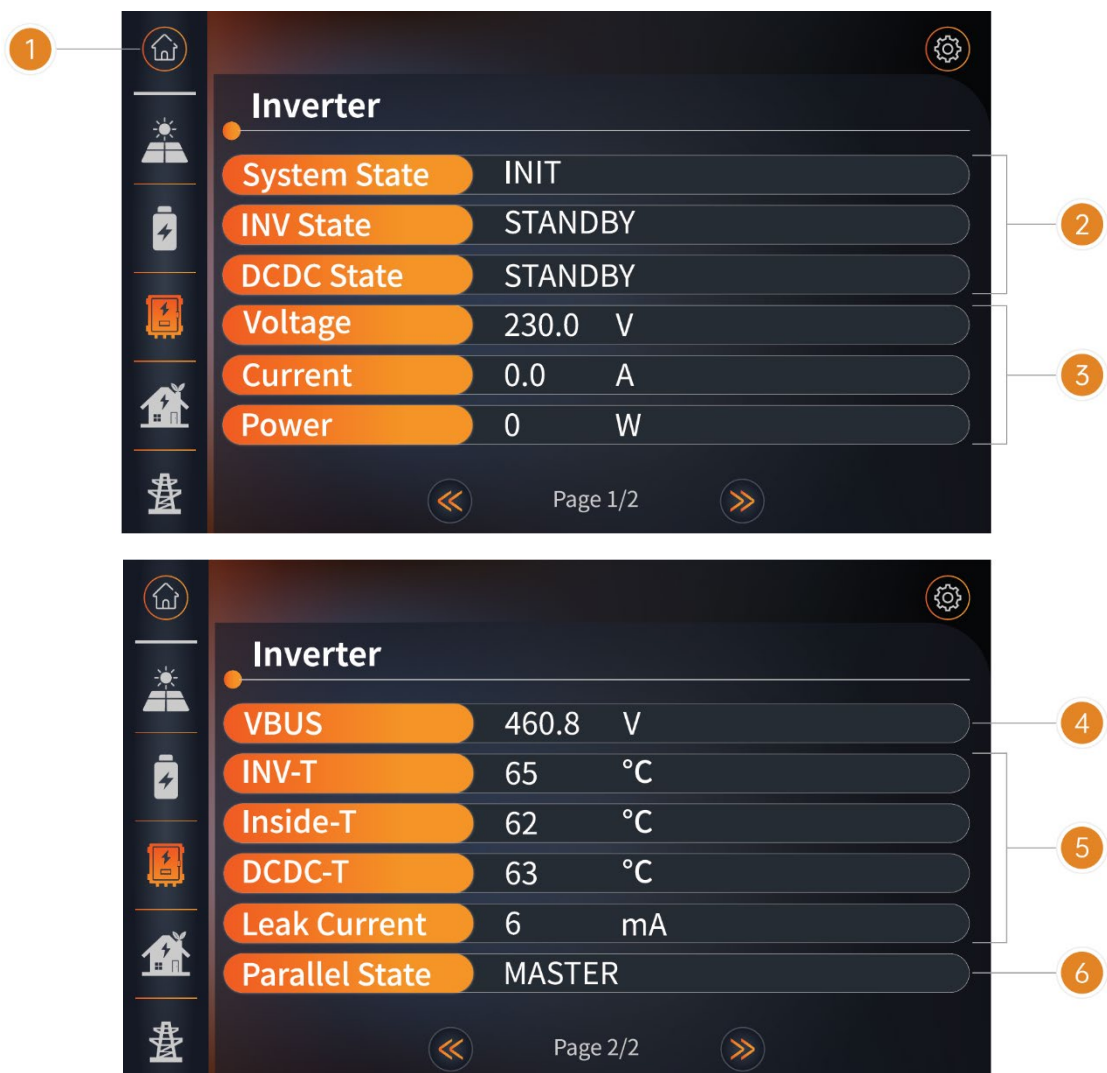 1
Inverter
System State INIT
INV State STANDBY
2
DCDC State STANDBY
Voltage 230.0 V
Current 0.0 A
3
Power 0 W
Page 1/2
Inverter
VBUS 460.8 V
4
INV-T 65 °C
Inside-T 62 °C
5
DCDC-T 63 °C
Leak Current 6 mA
Parallel State MASTER
6
Page 2/2